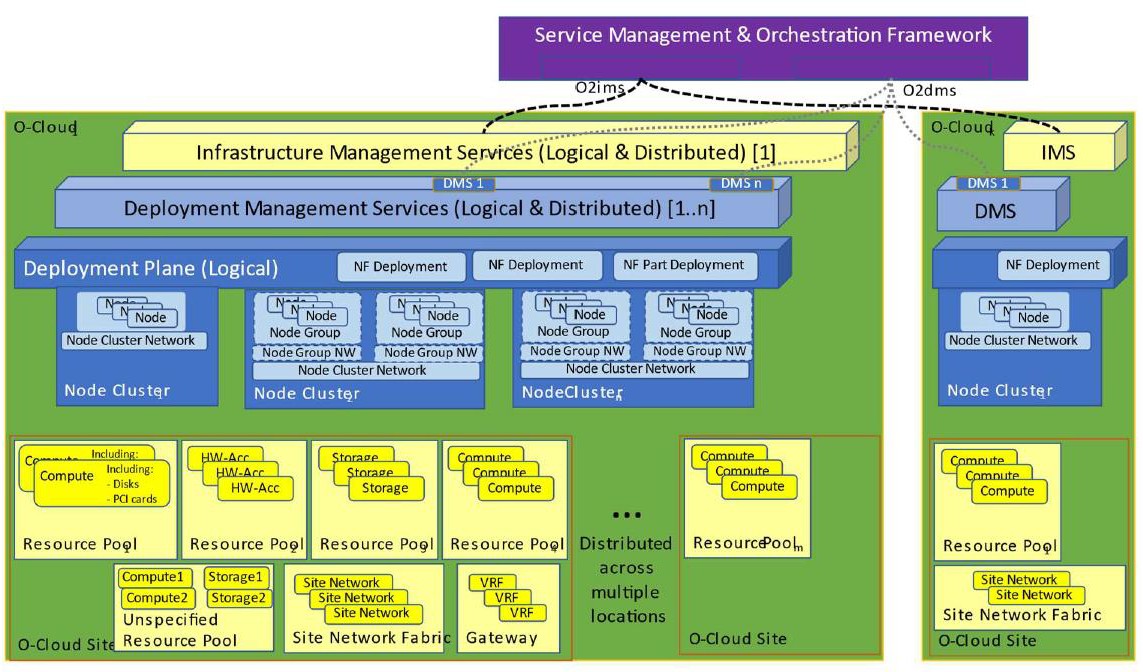 Service Management & Orchestration Framework
O2ims
O2dms
O-Cloud
Infrastructure Management Services (Logical & Distributed) [1]
DMS 1
DMS n
Deployment Management Services (Logical & Distributed) [1..n]
Deployment Plane (Logical)
NF Deployment
NF Deployment
NF Part Deployment
Node
Node
Node Cluster Network
Node Cluster
Node
Node
Node Group
Node Group NW
Node
Node Group
Node Group NW
Node Cluster Network
Node Cluster
Node
Node
Node Group
Node Group NW
Node
Node Group
Node Group NW
Node Cluster Network
NodeCluster
Compute
Including:
Compute
Including:
- Disks
- PCI cards
Resource Pool
HW-Acc
HW-Acc
HW-Acc
Resource Pool
Storage
Storage
Storage
Resource Pool
Compute
Compute
Compute
Resource Pool
Compute1
Storage1
Compute2
Storage2
Unspecified
Resource Pool
Site Network
Site Network
Site Network
Site Network Fabric
VRF
VRF
VRF
Gateway
O-Cloud Site
...
Distributed
across
multiple
locations
Compute
Compute
Compute
Resource Pool m
O-Cloud Site
O-Cloud
IMS
DMS 1
DMS
NF Deployment
Node
Node Cluster Network
Node Cluster
Compute
Compute
Compute
Resource Pool
Site Network
Site Network
Site Network Fabric
O-Cloud Site